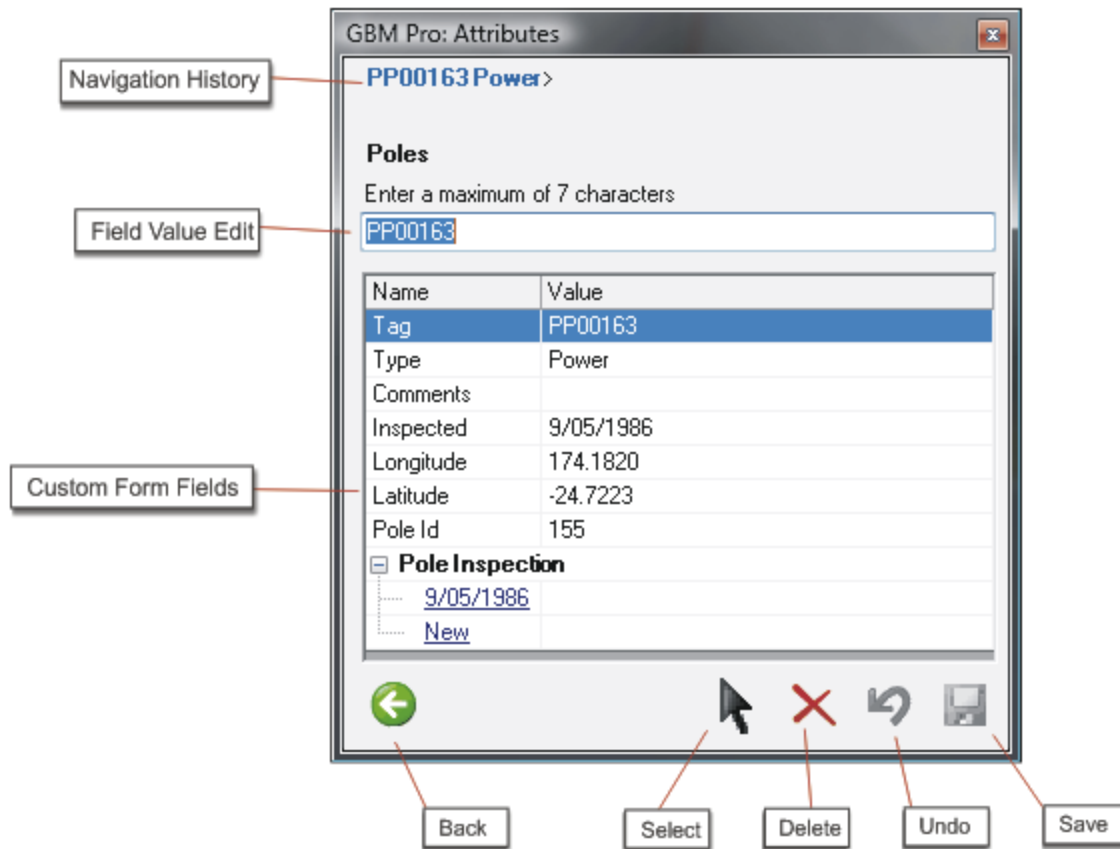 GBM Pro: Attributes
Navigation History
PP00163 Power>
Poles
Enter a maximum of 7 characters
Field Value Edit
PP00163
Name Value
Tag PP00163
Type Power
Comments
Inspected 9/05/1986
Longitude 174.1820
Custom Form Fields
Latitude -24.7223
Pole Id 155
Pole Inspection
9/05/1986
New
Back Select Delete Undo Save